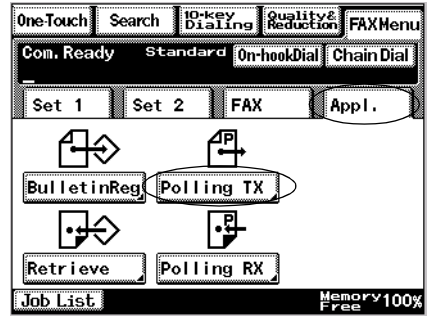 One-Touch Search 10-key Dialing Quality& Reduction FAX Menu
Com. Ready Standard On-hookDial Chain Dial
Set 1 Set 2 FAX Appl.
P
BulletinReg Polling TX
P
Retrieve Polling RX
Job List Memory Free 100%